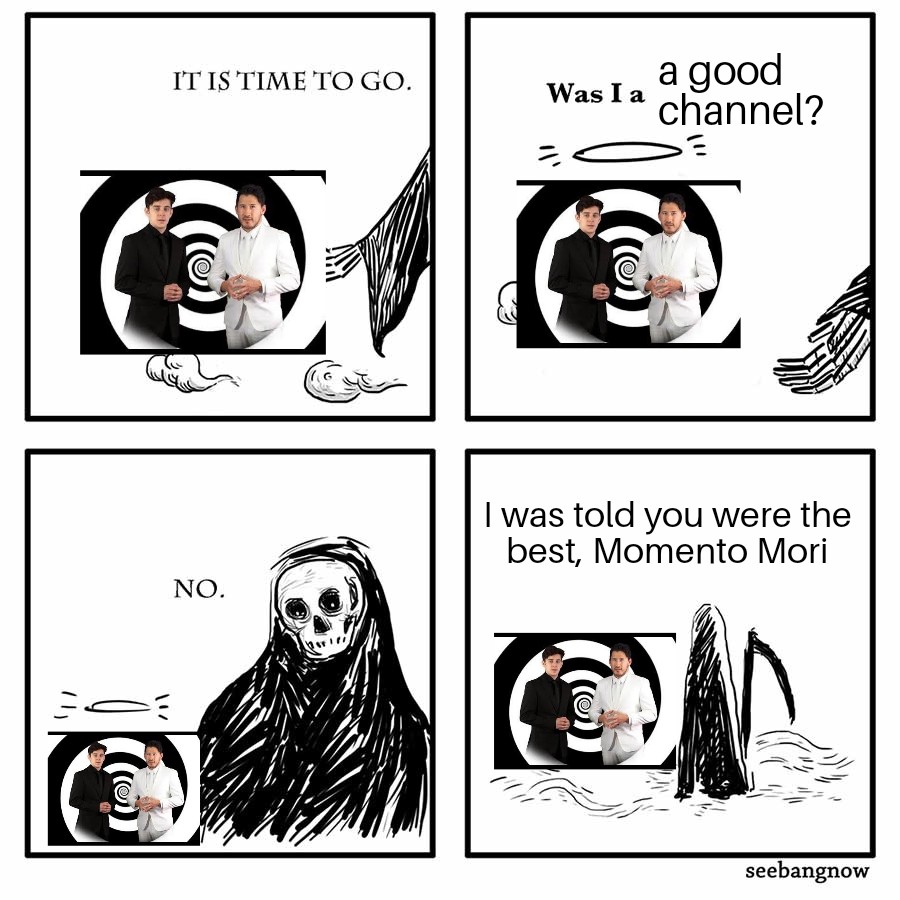 IT IS TIME TO GO.
Was I a a good
channel?
NO.
I was told you were the
best, Momento Mori
seebangnow